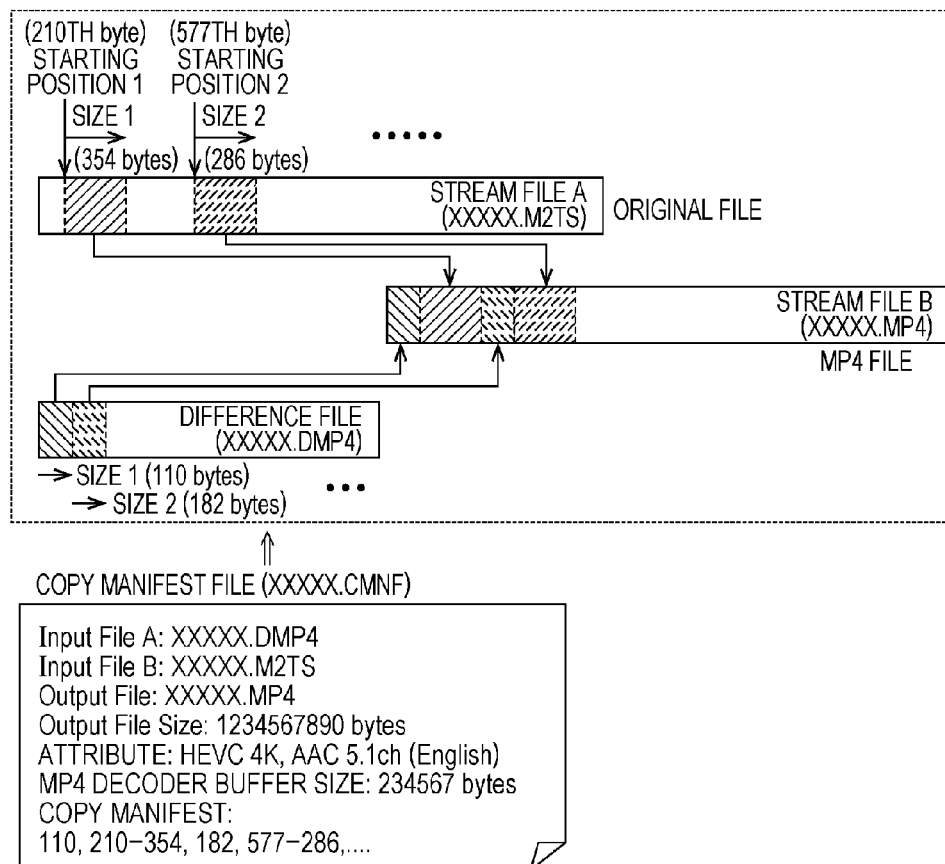 (210TH byte)
STARTING
POSITION 1
(577TH byte)
STARTING
POSITION 2
SIZE 1
SIZE 2
(354 bytes)
(286 bytes)
STREAM FILE A
(XXXXX.M2TS)
ORIGINAL FILE
STREAM FILE B
(XXXXX.MP4)
MP4 FILE
DIFFERENCE FILE
(XXXXX.DMP4)
SIZE 1 (110 bytes)
SIZE 2 (182 bytes)
COPY MANIFEST FILE (XXXXX.CMNF)
Input File A: XXXXX.DMP4
Input File B: XXXXX.M2TS
Output File: XXXXX.MP4
Output File Size: 1234567890 bytes
ATTRIBUTE: HEVC 4K, AAC 5.1ch (English)
MP4 DECODER BUFFER SIZE: 234567 bytes
COPY MANIFEST:
110, 210−354, 182, 577−286,....